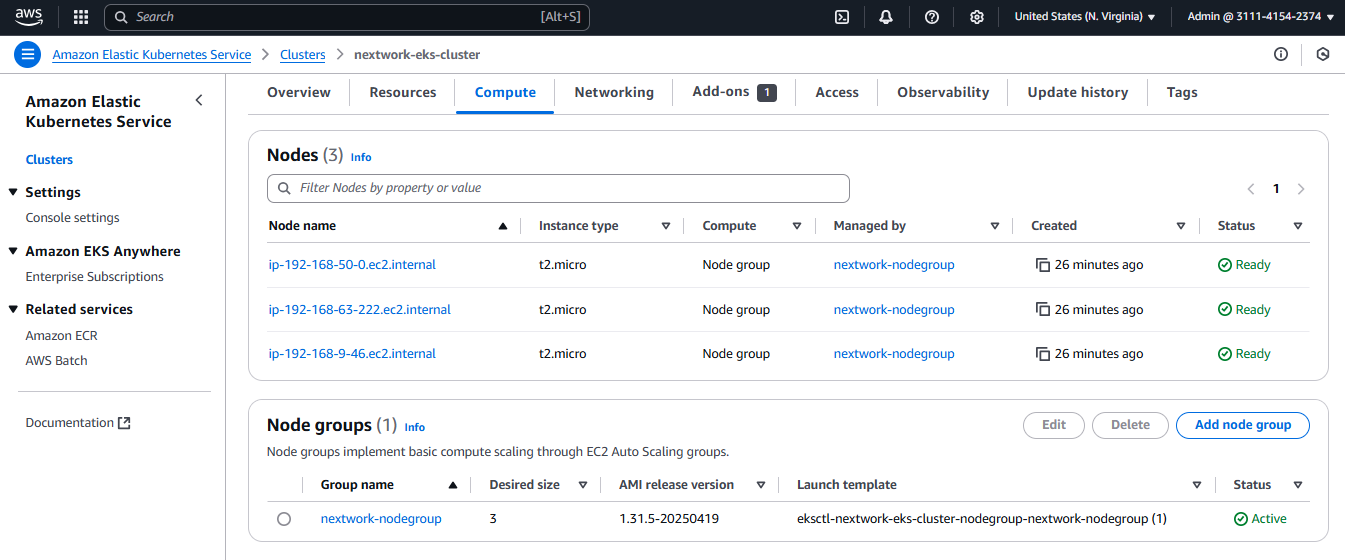 aws Search [Alt+S] United States (N. Virginia) Admin @ 3111-4154-2374
Amazon Elastic Kubernetes Service Clusters nextwork-eks-cluster
Amazon Elastic
Kubernetes Service
Clusters
Settings
Console settings
Amazon EKS Anywhere
Enterprise Subscriptions
Related services
Amazon ECR
AWS Batch
Documentation
Overview Resources Compute Networking Add-ons 1 Access Observability Update history Tags
Nodes (3) Info
Filter Nodes by property or value 1
Node name Instance type Compute Managed by Created Status
ip-192-168-50-0.ec2.internal t2.micro Node group nextwork-nodegroup 26 minutes ago Ready
ip-192-168-63-222.ec2.internal t2.micro Node group nextwork-nodegroup 26 minutes ago Ready
ip-192-168-9-46.ec2.internal t2.micro Node group nextwork-nodegroup 26 minutes ago Ready
Node groups (1) Info Edit Delete Add node group
Node groups implement basic compute scaling through EC2 Auto Scaling groups.
Group name Desired size AMI release version Launch template Status
nextwork-nodegroup 3 1.31.5-20250419 eksctl-nextwork-eks-cluster-nodegroup-nextwork-nodegroup (1) Active